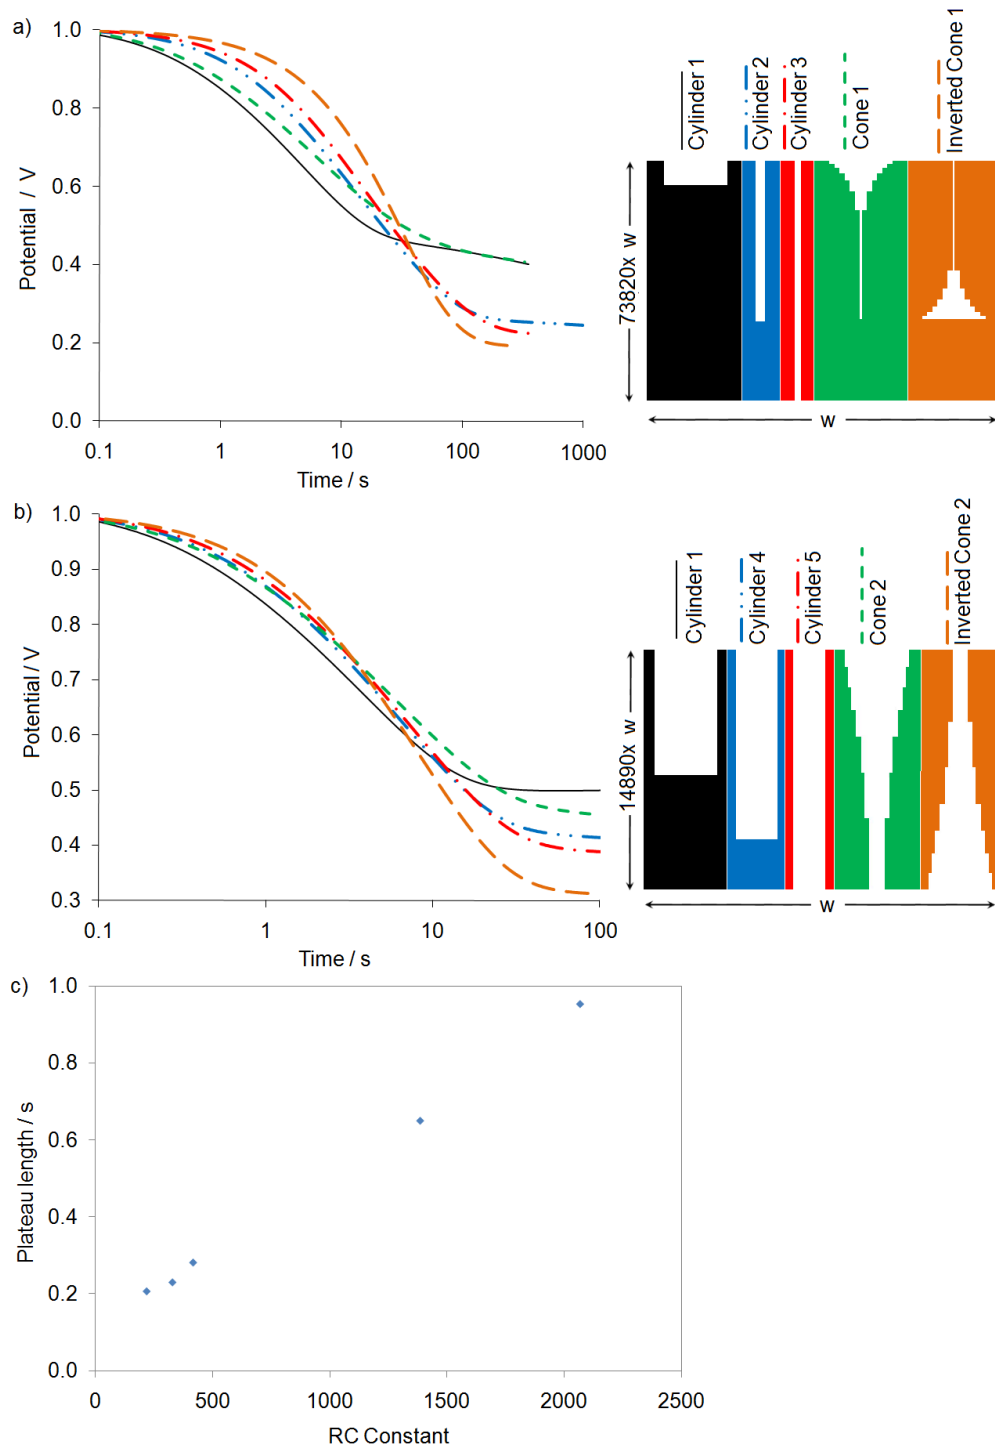 a)
1.0
0.8
0.6
0.4
0.2
0.0
Potential / V
0.1
1
10
100
1000
Time / s
Cylinder 1
Cylinder 2
Cylinder 3
Cone 1
Inverted Cone 1
73820x w
w
b)
1.0
0.9
0.8
0.7
0.6
0.5
0.4
0.3
Potential / V
0.1
1
10
100
Time / s
Cylinder 1
Cylinder 4
Cylinder 5
Cone 2
Inverted Cone 2
14890x w
w
c)
1.0
0.8
0.6
0.4
0.2
0.0
Plateau length / s
0
500
1000
1500
2000
2500
RC Constant